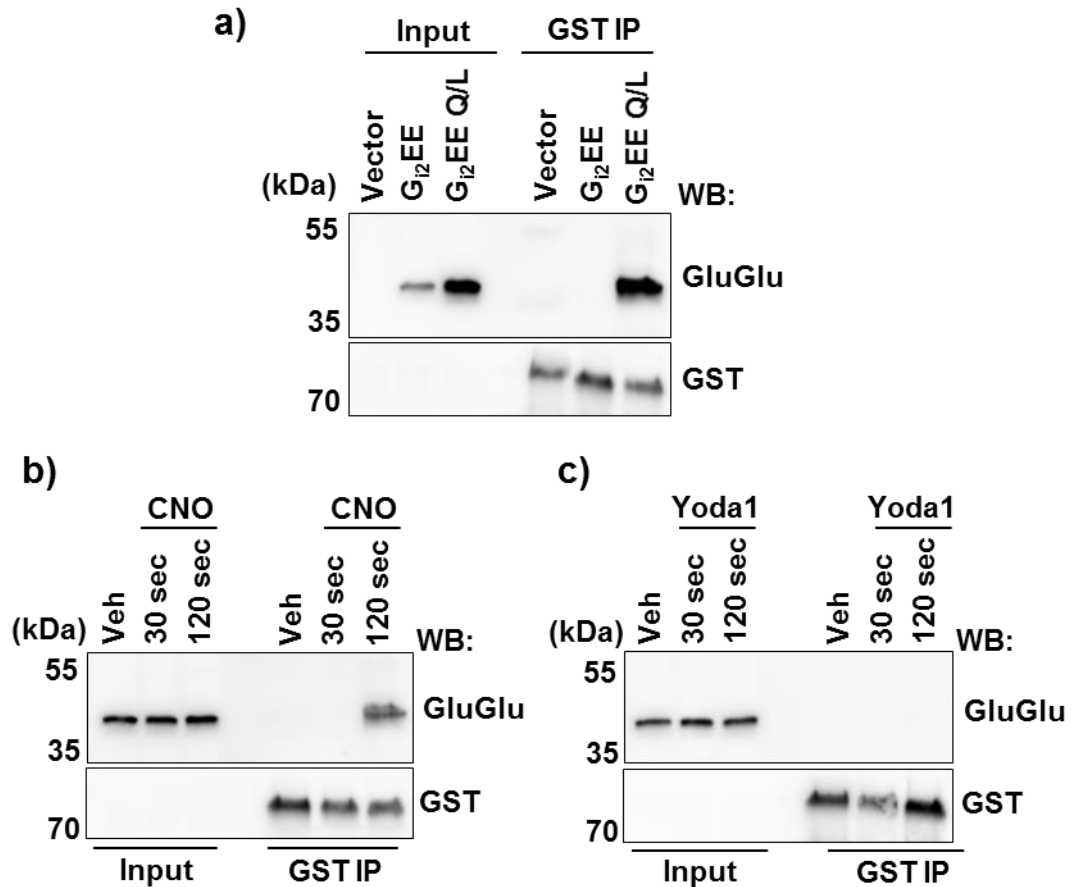 a)
Input GST IP
Vector
Gi2EE
Gi2EE Q/L
Vector
Gi2EE
Gi2EE Q/L
(kDa) WB:
55
GluGlu
35
GST
70
b)
CNO CNO
Veh
30 sec
120 sec
Veh
30 sec
120 sec
(kDa) WB:
55
GluGlu
35
GST
70
Input GST IP
c)
Yoda1 Yoda1
Veh
30 sec
120 sec
Veh
30 sec
120 sec
(kDa) WB:
55
GluGlu
35
GST
70
Input GST IP